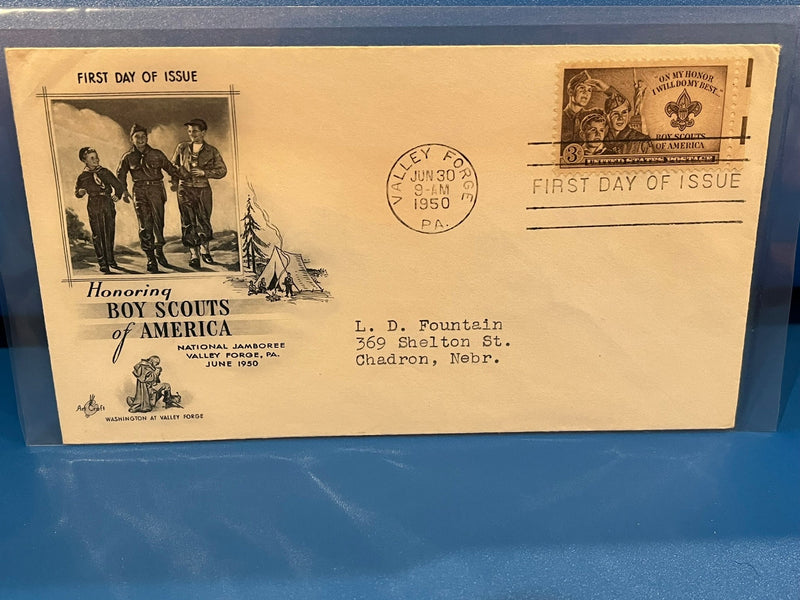 FIRST DAY OF ISSUE
"ON MY HONOR
I WILL DO MY BEST..."
BOY SCOUTS
OF AMERICA
3¢ UNITED STATES POSTAGE
VALLEY FORGE
JUN 30
9-AM
1950
PA.
FIRST DAY OF ISSUE
Honoring
BOY SCOUTS
of AMERICA
NATIONAL JAMBOREE
VALLEY FORGE, PA.
JUNE 1950
Art Craft
WASHINGTON AT VALLEY FORGE
L. D. Fountain
369 Shelton St.
Chadron, Nebr.